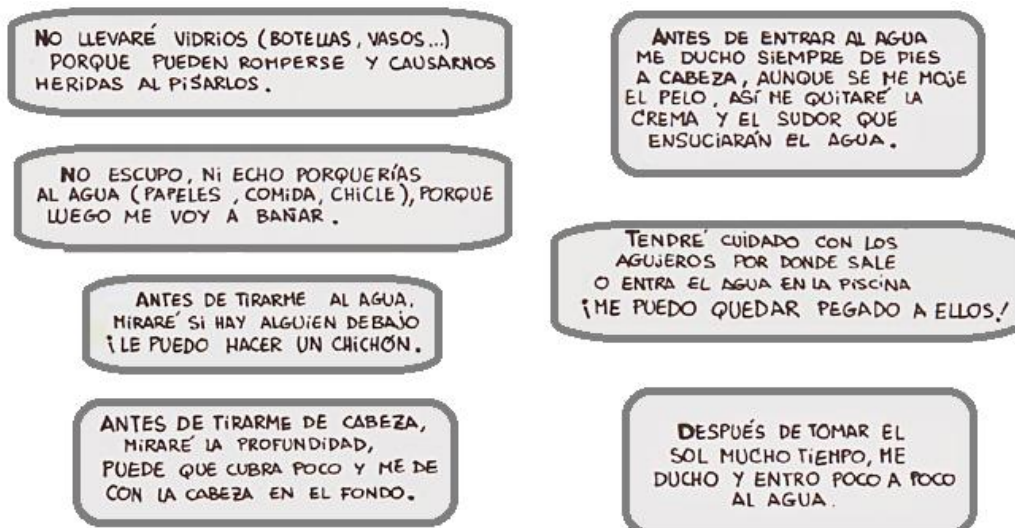 NO LLEVARÉ VIDRIOS (BOTELLAS, VASOS...)
PORQUE PUEDEN ROMPERSE Y CAUSARNOS
HERIDAS AL PISARLOS.
NO ESCUPO, NI ECHO PORQUERÍAS
AL AGUA (PAPELES, COMIDA, CHICLE), PORQUE
LUEGO ME VOY A BAÑAR.
ANTES DE TIRARME AL AGUA,
MIRARÉ SI HAY ALGUIEN DEBAJO
¡LE PUEDO HACER UN CHICHÓN.
ANTES DE TIRARME DE CABEZA,
MIRARÉ LA PROFUNDIDAD,
PUEDE QUE CUBRA POCO Y ME DE
CON LA CABEZA EN EL FONDO.
ANTES DE ENTRAR AL AGUA
ME DUCHO SIEMPRE DE PIES
A CABEZA, AUNQUE SE ME MOJE
EL PELO, ASÍ ME QUITARÉ LA
CREMA Y EL SUDOR QUE
ENSUCIARÁN EL AGUA.
TENDRÉ CUIDADO CON LOS
AGUJEROS POR DONDE SALE
O ENTRA EL AGUA EN LA PISCINA
¡ME PUEDO QUEDAR PEGADO A ELLOS!
DESPUÉS DE TOMAR EL
SOL MUCHO TIEMPO, ME
DUCHO Y ENTRO POCO A POCO
AL AGUA.